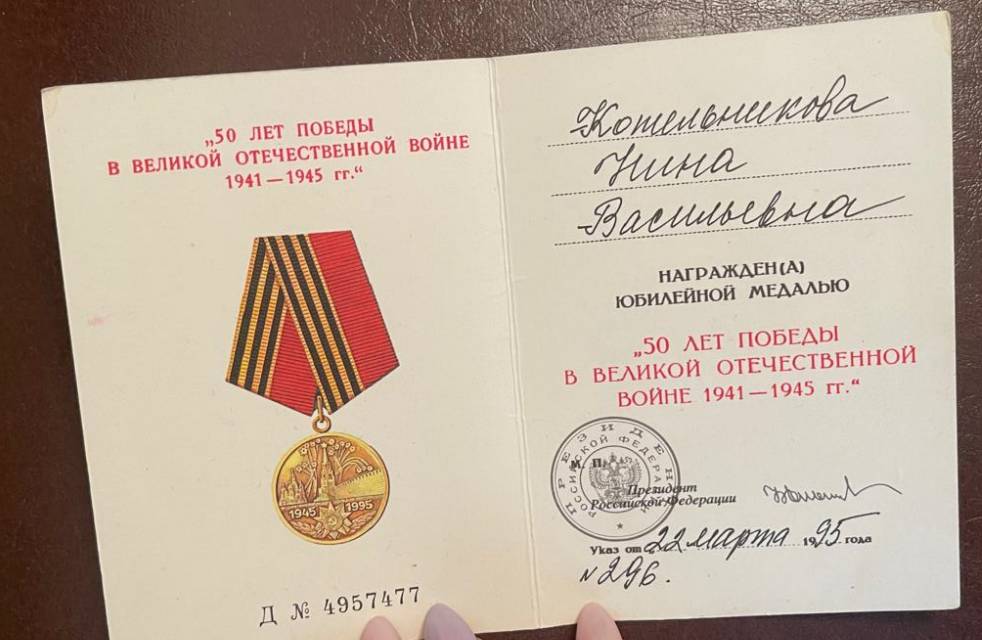 „50 ЛЕТ ПОБЕДЫ
В ВЕЛИКОЙ ОТЕЧЕСТВЕННОЙ ВОЙНЕ
1941—1945 гг.“
1945 1995
Д № 4957477
Котельникова
Нина
Васильевна
НАГРАЖДЕН(А)
ЮБИЛЕЙНОЙ МЕДАЛЬЮ
„50 ЛЕТ ПОБЕДЫ
В ВЕЛИКОЙ ОТЕЧЕСТВЕННОЙ
ВОЙНЕ 1941—1945 гг.“
ПРЕЗИДЕНТ
РОССИЙСКОЙ ФЕДЕРАЦИИ
М. П.
Президент
Российской Федерации
Указ от „22 марта 1995 года
№ 296.